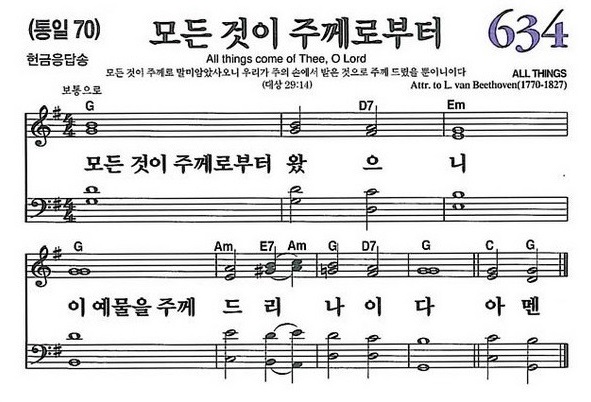 (통일 70) 모든 것이 주께로부터 634
헌금응답송 All things come of Thee, O Lord
모든 것이 주께로 말미암았사오니 우리가 주의 손에서 받은 것으로 주께 드렸을 뿐이니이다 ALL THINGS
보통으로 (대상 29:14) Attr. to L. van Beethoven(1770-1827)
G D7 Em
4 4
모든 것이 주께로부터 왔 으 니
4 4
G Am E7 Am G D7 G C G
이 예물을 주께 드 리 나 이 다 아 멘